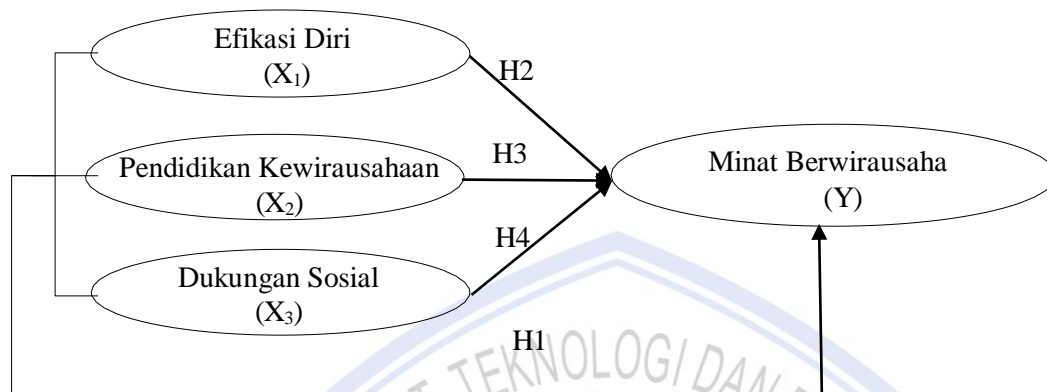 Efikasi Diri
(X₁)
H2
Pendidikan Kewirausahaan
(X₂)
H3
Minat Berwirausaha
(Y)
H4
Dukungan Sosial
(X₃)
H1
TEKNOLOGI DAN